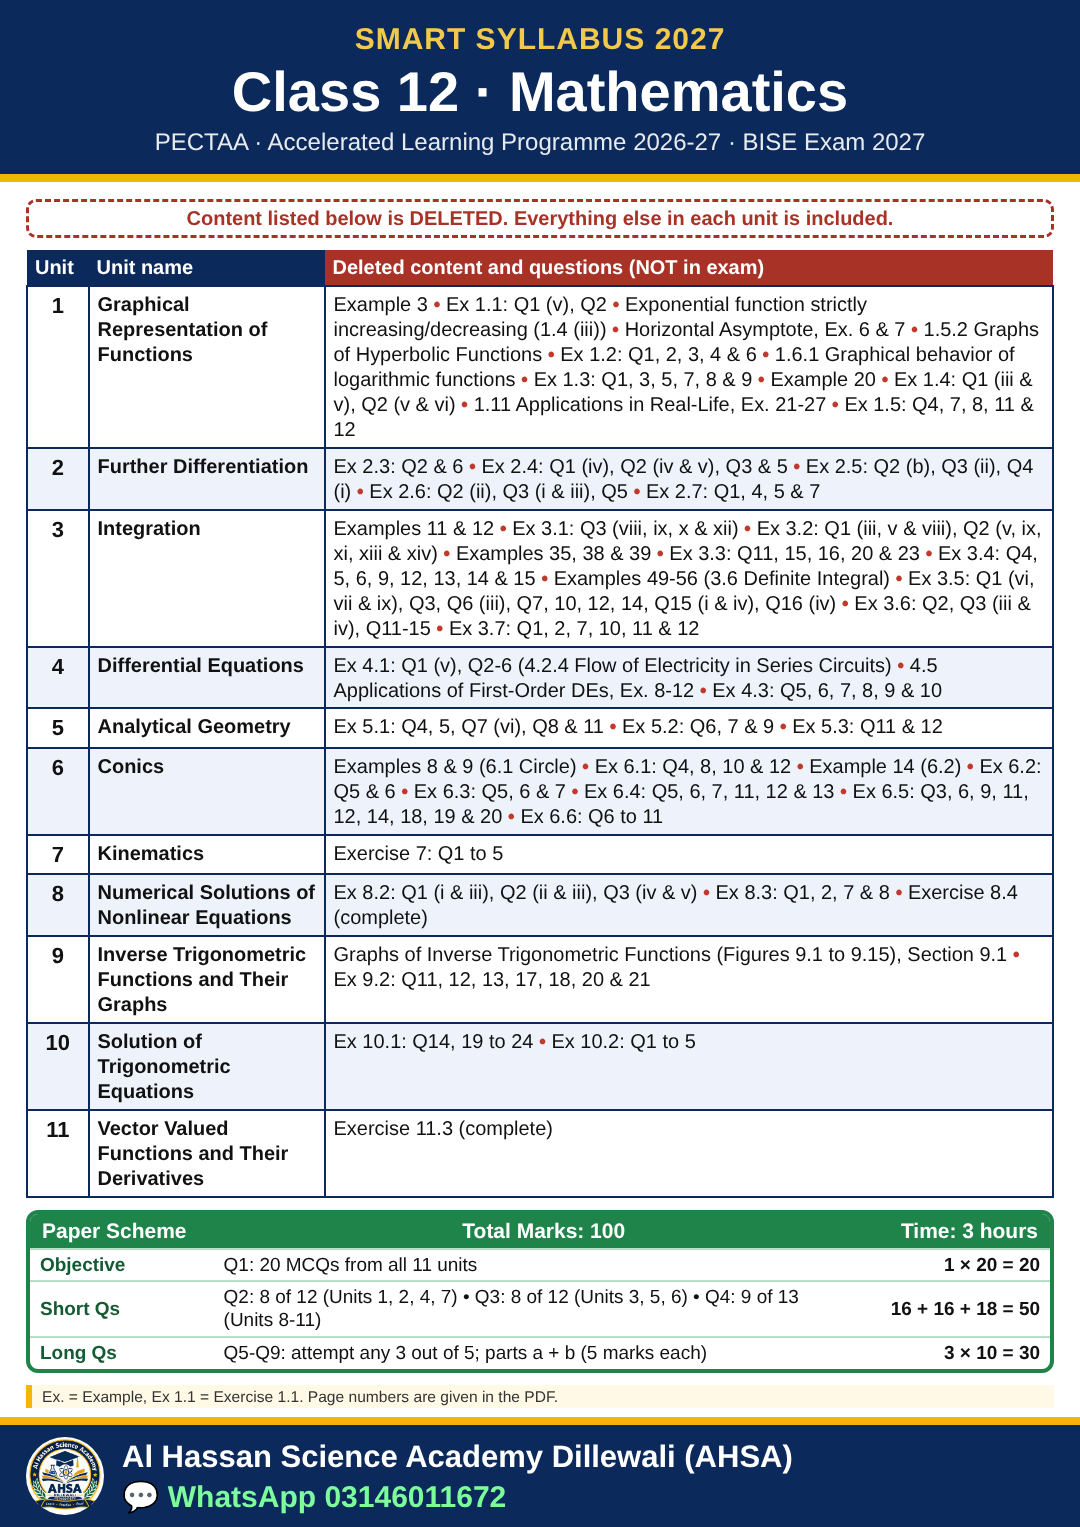 SMART SYLLABUS 2027
Class 12 · Mathematics
PECTAA · Accelerated Learning Programme 2026-27 · BISE Exam 2027
Content listed below is DELETED. Everything else in each unit is included.
Unit Unit name Deleted content and questions (NOT in exam)
1 Graphical Representation of Functions
Example 3 • Ex 1.1: Q1 (v), Q2 • Exponential function strictly
increasing/decreasing (1.4 (iii)) • Horizontal Asymptote, Ex. 6 & 7 • 1.5.2 Graphs
of Hyperbolic Functions • Ex 1.2: Q1, 2, 3, 4 & 6 • 1.6.1 Graphical behavior of
logarithmic functions • Ex 1.3: Q1, 3, 5, 7, 8 & 9 • Example 20 • Ex 1.4: Q1 (iii &
v), Q2 (v & vi) • 1.11 Applications in Real-Life, Ex. 21-27 • Ex 1.5: Q4, 7, 8, 11 &
12
2 Further Differentiation
Ex 2.3: Q2 & 6 • Ex 2.4: Q1 (iv), Q2 (iv & v), Q3 & 5 • Ex 2.5: Q2 (b), Q3 (ii), Q4
(i) • Ex 2.6: Q2 (ii), Q3 (i & iii), Q5 • Ex 2.7: Q1, 4, 5 & 7
3 Integration
Examples 11 & 12 • Ex 3.1: Q3 (viii, ix, x & xii) • Ex 3.2: Q1 (iii, v & viii), Q2 (v, ix,
xi, xiii & xiv) • Examples 35, 38 & 39 • Ex 3.3: Q11, 15, 16, 20 & 23 • Ex 3.4: Q4,
5, 6, 9, 12, 13, 14 & 15 • Examples 49-56 (3.6 Definite Integral) • Ex 3.5: Q1 (vi,
vii & ix), Q3, Q6 (iii), Q7, 10, 12, 14, Q15 (i & iv), Q16 (iv) • Ex 3.6: Q2, Q3 (iii &
iv), Q11-15 • Ex 3.7: Q1, 2, 7, 10, 11 & 12
4 Differential Equations
Ex 4.1: Q1 (v), Q2-6 (4.2.4 Flow of Electricity in Series Circuits) • 4.5
Applications of First-Order DEs, Ex. 8-12 • Ex 4.3: Q5, 6, 7, 8, 9 & 10
5 Analytical Geometry
Ex 5.1: Q4, 5, Q7 (vi), Q8 & 11 • Ex 5.2: Q6, 7 & 9 • Ex 5.3: Q11 & 12
6 Conics
Examples 8 & 9 (6.1 Circle) • Ex 6.1: Q4, 8, 10 & 12 • Example 14 (6.2) • Ex 6.2:
Q5 & 6 • Ex 6.3: Q5, 6 & 7 • Ex 6.4: Q5, 6, 7, 11, 12 & 13 • Ex 6.5: Q3, 6, 9, 11,
12, 14, 18, 19 & 20 • Ex 6.6: Q6 to 11
7 Kinematics
Exercise 7: Q1 to 5
8 Numerical Solutions of Nonlinear Equations
Ex 8.2: Q1 (i & iii), Q2 (ii & iii), Q3 (iv & v) • Ex 8.3: Q1, 2, 7 & 8 • Exercise 8.4
(complete)
9 Inverse Trigonometric Functions and Their Graphs
Graphs of Inverse Trigonometric Functions (Figures 9.1 to 9.15), Section 9.1 •
Ex 9.2: Q11, 12, 13, 17, 18, 20 & 21
10 Solution of Trigonometric Equations
Ex 10.1: Q14, 19 to 24 • Ex 10.2: Q1 to 5
11 Vector Valued Functions and Their Derivatives
Exercise 11.3 (complete)
Paper Scheme Total Marks: 100 Time: 3 hours
Objective Q1: 20 MCQs from all 11 units 1 × 20 = 20
Short Qs Q2: 8 of 12 (Units 1, 2, 4, 7) • Q3: 8 of 12 (Units 3, 5, 6) • Q4: 9 of 13
(Units 8-11) 16 + 16 + 18 = 50
Long Qs Q5-Q9: attempt any 3 out of 5; parts a + b (5 marks each) 3 × 10 = 30
Ex. = Example, Ex 1.1 = Exercise 1.1. Page numbers are given in the PDF.
Al Hassan Science Academy
AHSA
Al Hassan Science Academy Dillewali (AHSA)
WhatsApp 03146011672